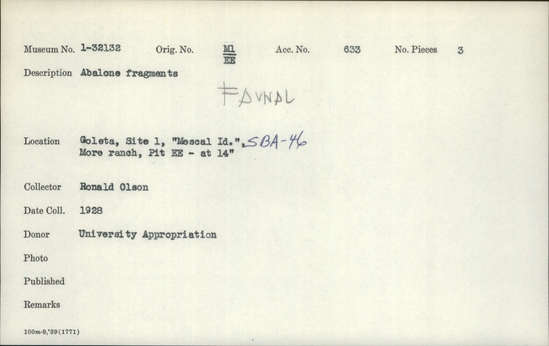 Museum No. 1-32132 Orig. No. M1/EE Acc. No. 633 No. Pieces 3
Description Abalone fragments
FAUNAL
Location Goleta, Site 1, "Mescal Id.", SBA-46
More ranch, Pit EE - at 14"
Collector Ronald Olson
Date Coll. 1928
Donor University Appropriation
Photo
Published
Remarks
100m-8,'39(1771)